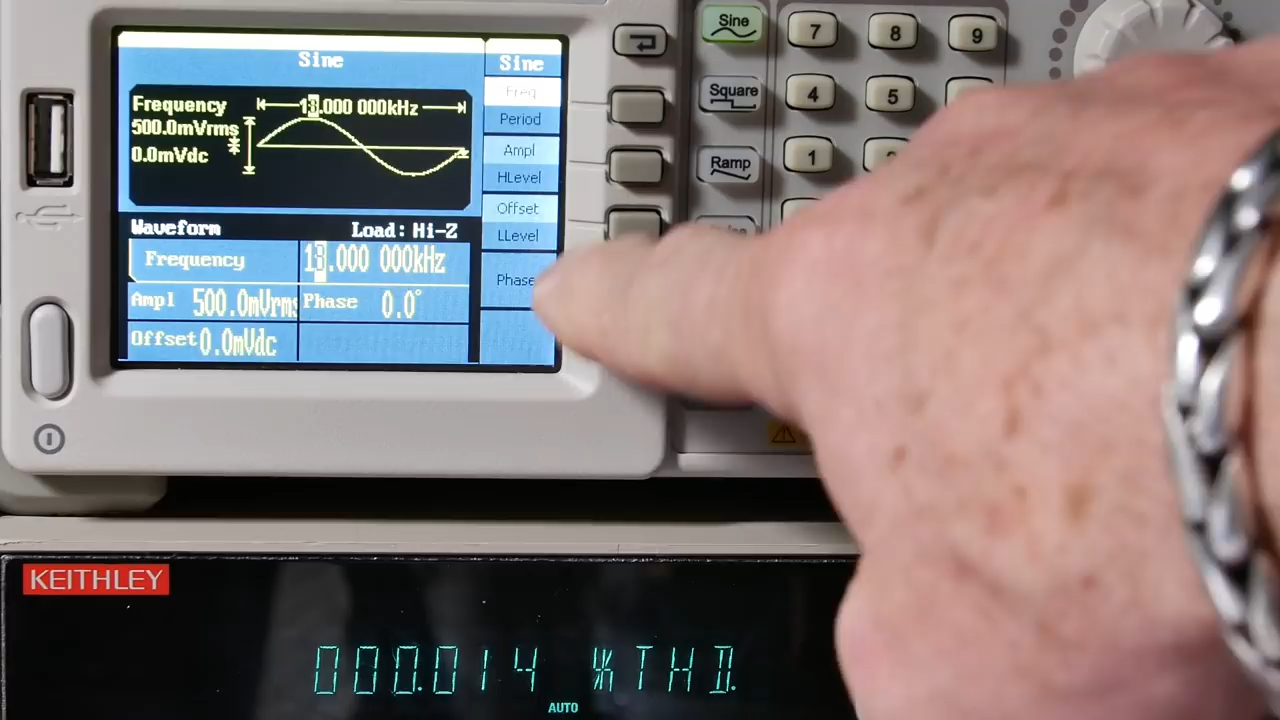 Sine
Sine
Frequency
13.000 000kHz
500.0mVrms
0.0mVdc
Freq
Period
Ampl
HLevel
Offset
LLevel
Phase
Waveform Load: Hi-Z
Frequency 13.000 000kHz
Ampl 500.0mVrms Phase 0.0°
Offset 0.0mVdc
Sine
Square
Ramp
7 8 9
4 5
1
KEITHLEY
000.014 %THD.
AUTO